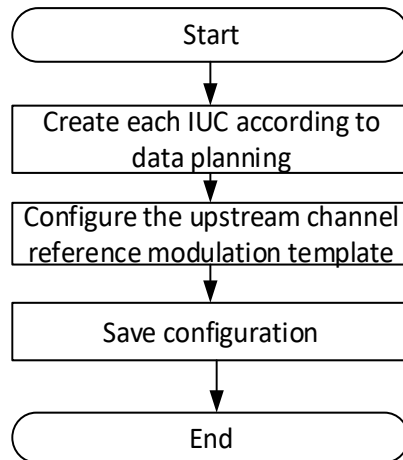 Start
Create each IUC according to
data planning
Configure the upstream channel
reference modulation template
Save configuration
End